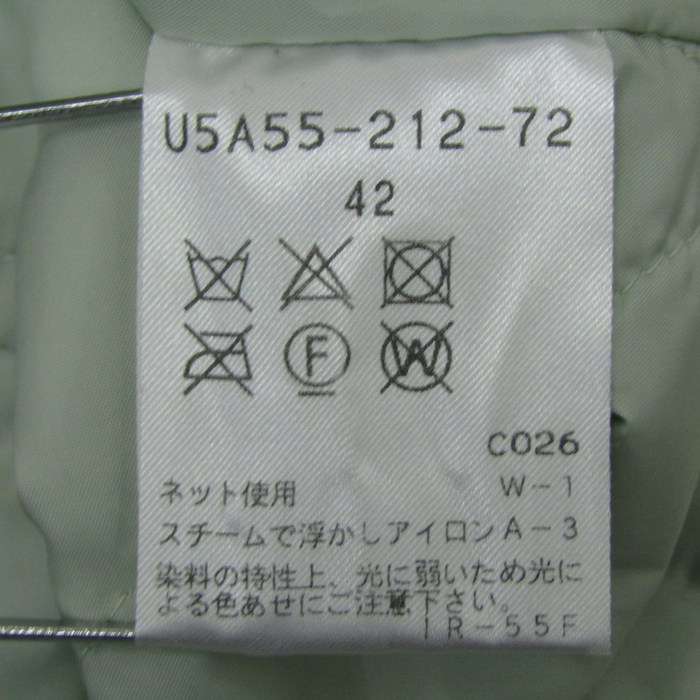 U5A55-212-72
42
F
W
C026
ネット使用 W-1
スチームで浮かしアイロンA-3
染料の特性上、光に弱いため光に
よる色あせにご注意下さい。
IR-55F